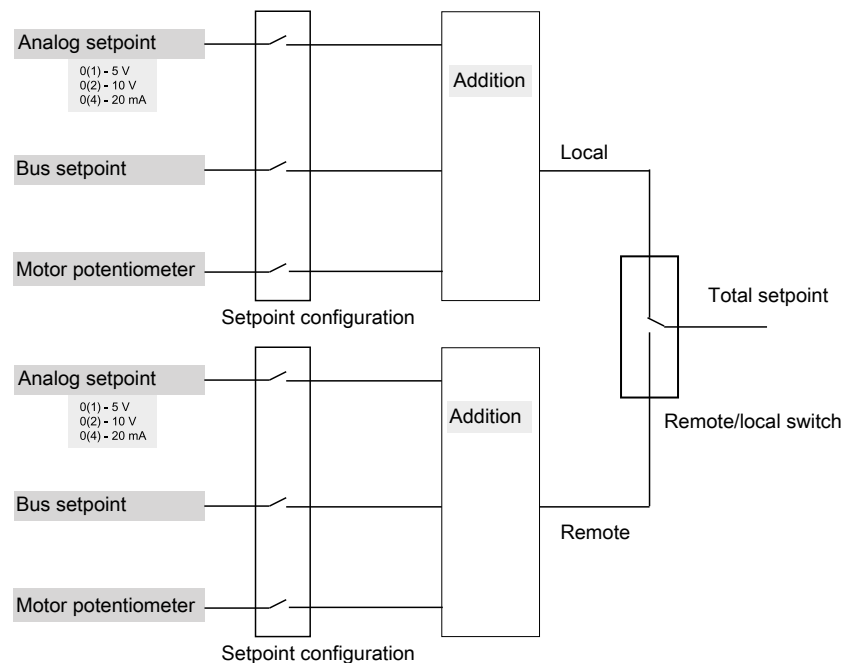 Analog setpoint
0(1) - 5 V
0(2) - 10 V
0(4) - 20 mA
Addition
Bus setpoint
Local
Motor potentiometer
Total setpoint
Setpoint configuration
Analog setpoint
0(1) - 5 V
0(2) - 10 V
0(4) - 20 mA
Addition
Remote/local switch
Bus setpoint
Remote
Motor potentiometer
Setpoint configuration